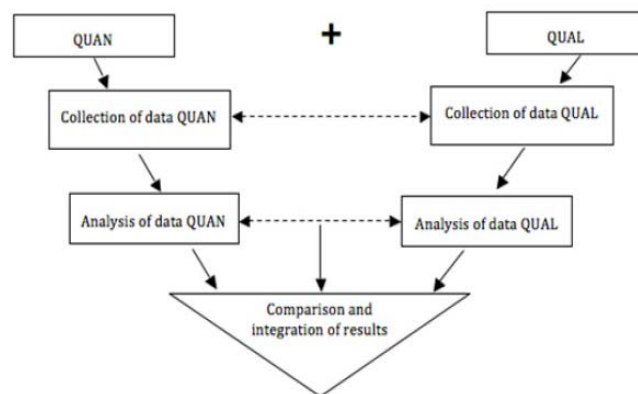 QUAN
+
QUAL
Collection of data QUAN
Collection of data QUAL
Analysis of data QUAN
Analysis of data QUAL
Comparison and
integration of results